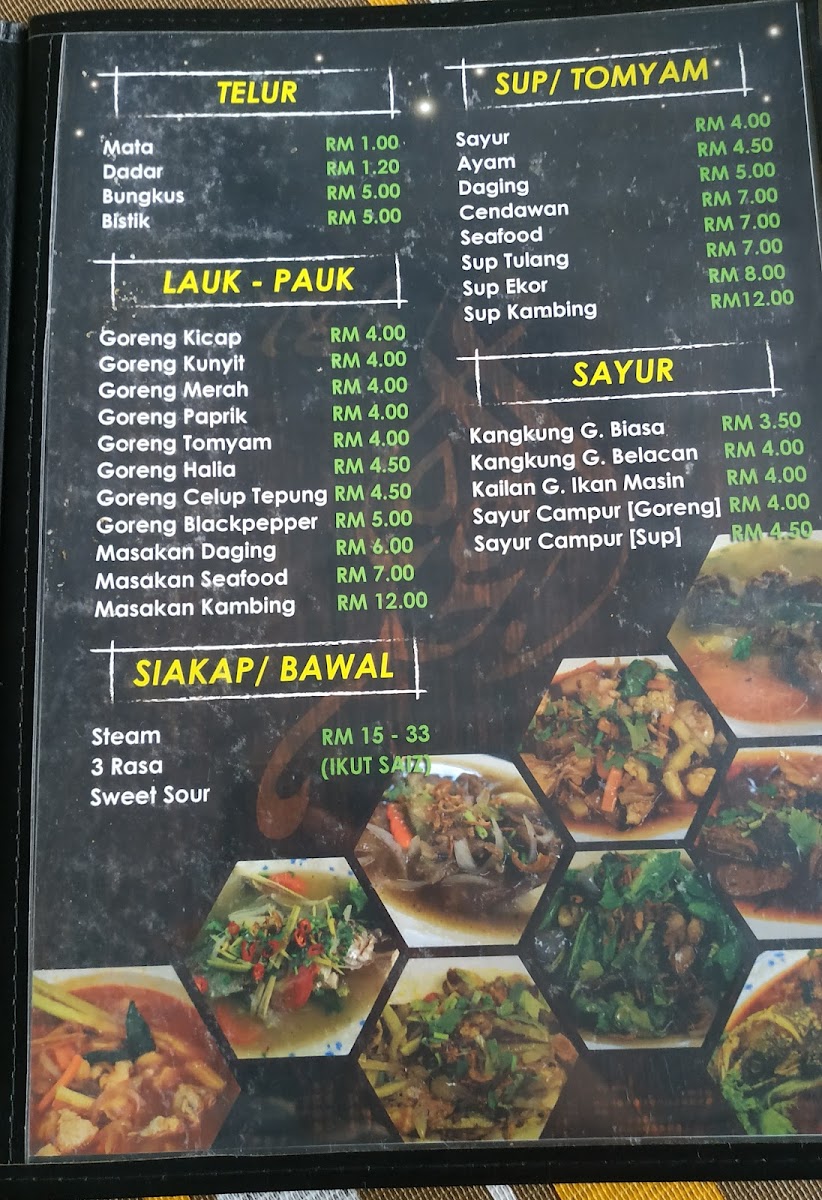 TELUR
Mata RM 1.00
Dadar RM 1.20
Bungkus RM 5.00
Bistik RM 5.00
LAUK - PAUK
Goreng Kicap RM 4.00
Goreng Kunyit RM 4.00
Goreng Merah RM 4.00
Goreng Paprik RM 4.00
Goreng Tomyam RM 4.00
Goreng Halia RM 4.50
Goreng Celup Tepung RM 4.50
Goreng Blackpepper RM 5.00
Masakan Daging RM 6.00
Masakan Seafood RM 7.00
Masakan Kambing RM 12.00
SIAKAP/ BAWAL
Steam RM 15 - 33
3 Rasa (IKUT SAIZ)
Sweet Sour
SUP/ TOMYAM
Sayur RM 4.00
Ayam RM 4.50
Daging RM 5.00
Cendawan RM 7.00
Seafood RM 7.00
Sup Tulang RM 7.00
Sup Ekor RM 8.00
Sup Kambing RM12.00
SAYUR
Kangkung G. Biasa RM 3.50
Kangkung G. Belacan RM 4.00
Kailan G. Ikan Masin RM 4.00
Sayur Campur [Goreng] RM 4.00
Sayur Campur [Sup] RM 4.50